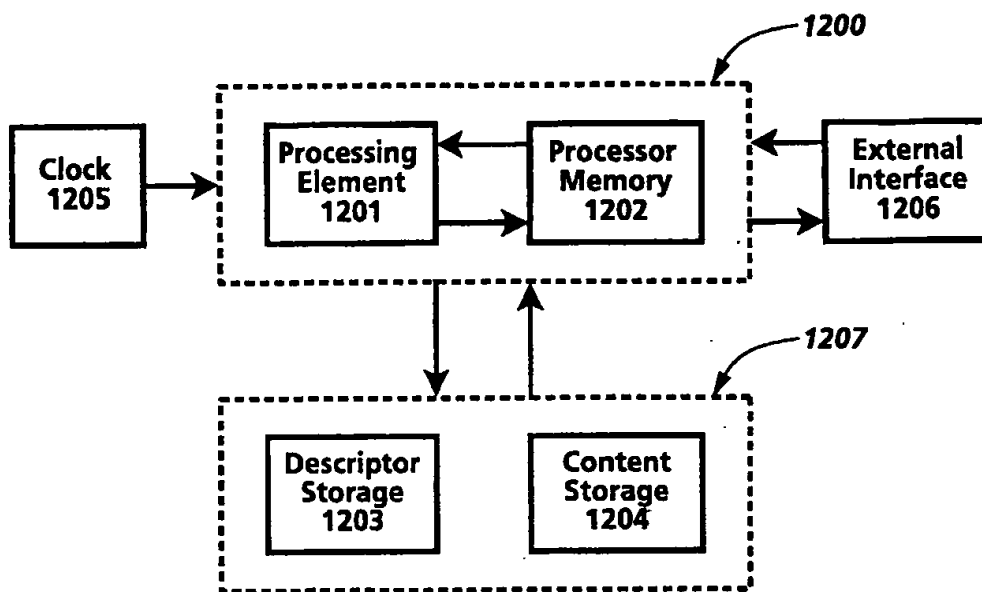 1200
Clock
1205
Processing
Element
1201
Processor
Memory
1202
External
Interface
1206
1207
Descriptor
Storage
1203
Content
Storage
1204